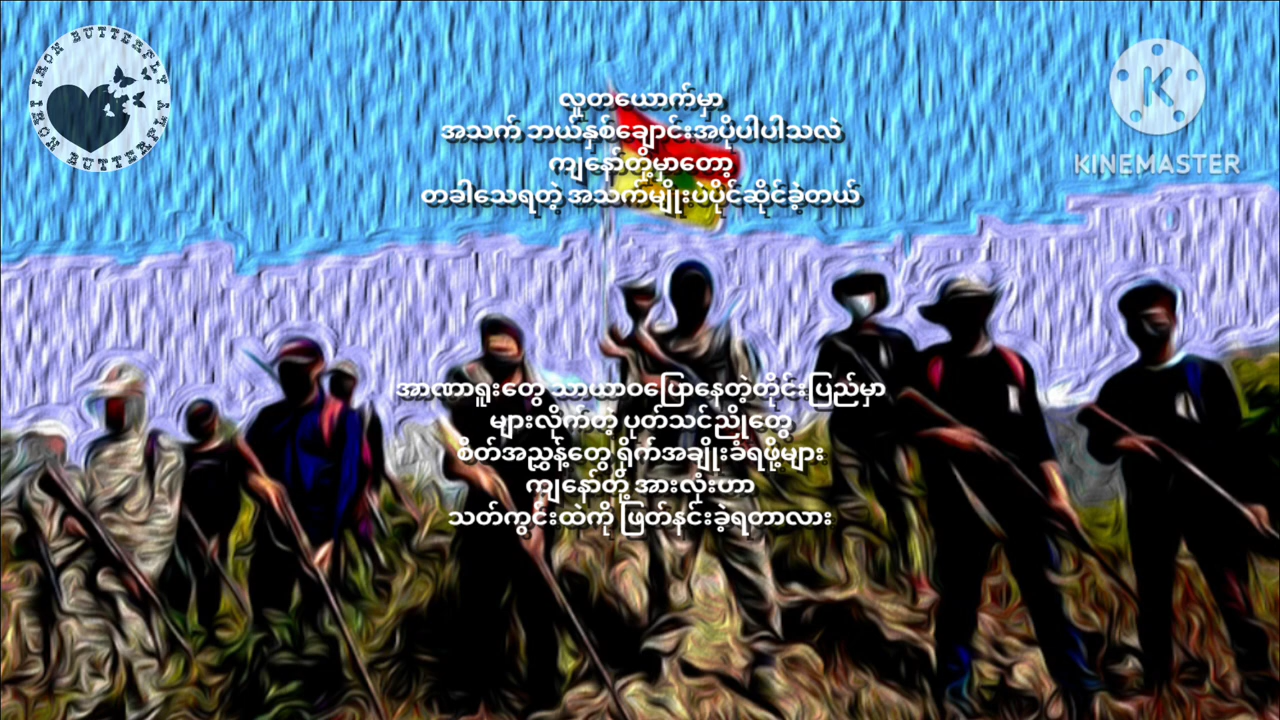 IRON BUTTERFLY IRON BUTTERFLY
KINEMASTER
လူတယောက်မှာ
အသက် ဘယ်နှစ်ချောင်းအပိုပါပါသလဲ
ကျနော်တို့မှာတော့
တခါသေရတဲ့ အသက်မျိုးပဲပိုင်ဆိုင်ခဲ့တယ်
အာဏာရူးတွေ သာယာဝပြောနေတဲ့တိုင်းပြည်မှာ
များလိုက်တဲ့ ပုတ်သင်ညိုတွေ
စိတ်အညွှန့်တွေ ရိုက်အချိုးခံရဖို့များ
ကျနော်တို့ အားလုံးဟာ
သတ်ကွင်းထဲကို ဖြတ်နင်းခဲ့ရတာလား